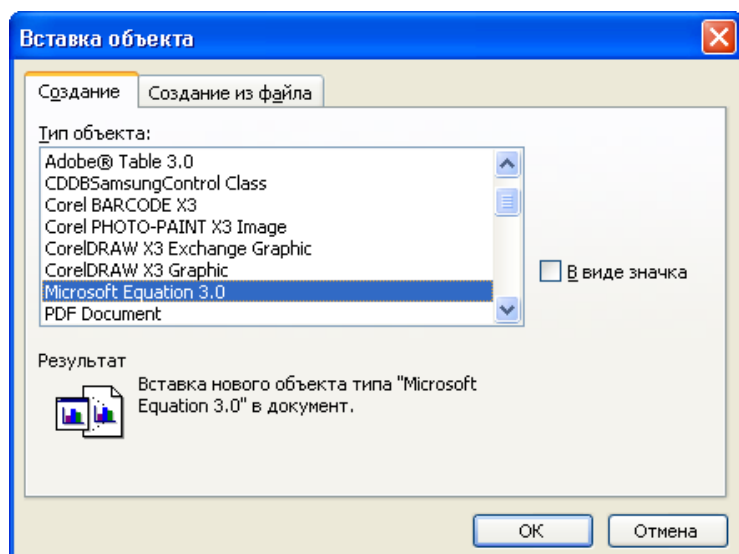 Вставка объекта
Создание
Создание из файла
Тип объекта:
Adobe® Table 3.0
CDDBSamsungControl Class
Corel BARCODE X3
Corel PHOTO-PAINT X3 Image
CorelDRAW X3 Exchange Graphic
CorelDRAW X3 Graphic
Microsoft Equation 3.0
PDF Document
В виде значка
Результат
Вставка нового объекта типа "Microsoft
Equation 3.0" в документ.
ОК
Отмена